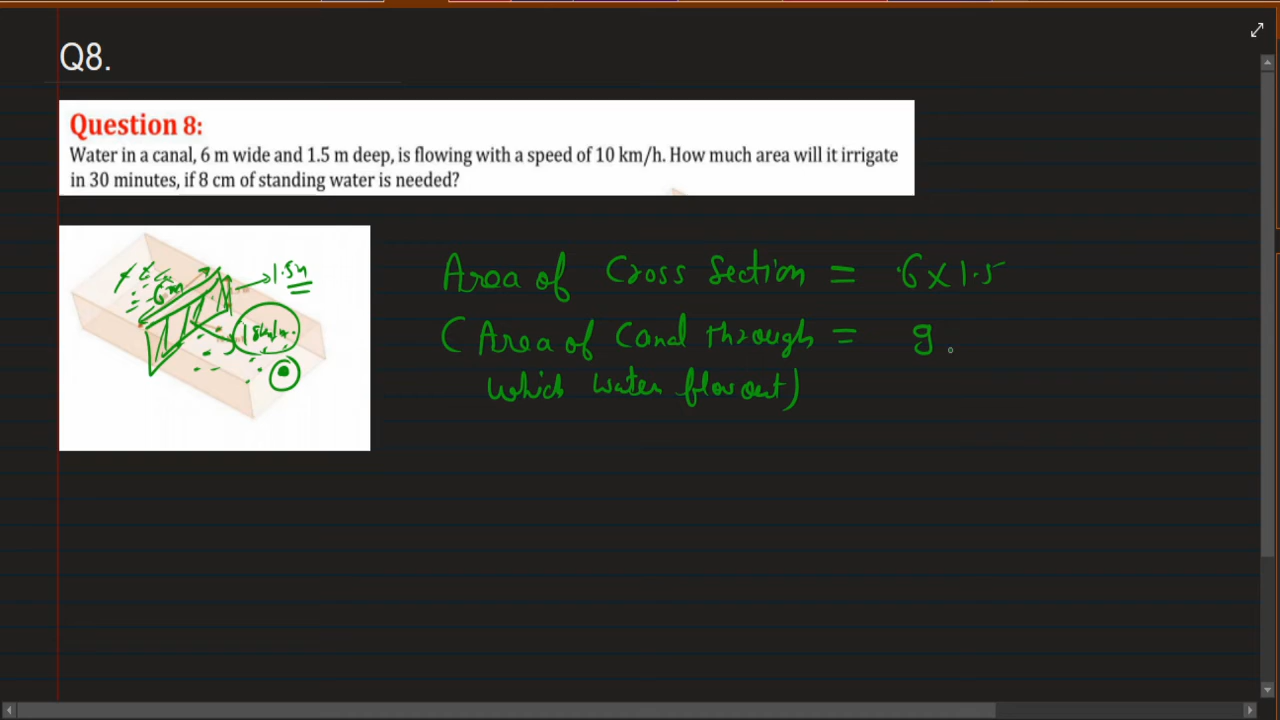 Q8.
Question 8:
Water in a canal, 6 m wide and 1.5 m deep, is flowing with a speed of 10 km/h. How much area will it irrigate
in 30 minutes, if 8 cm of standing water is needed?
1.5m
6m
Area of Cross Section = 6 x 1.5
( Area of Canal through = 9
which water flow out)